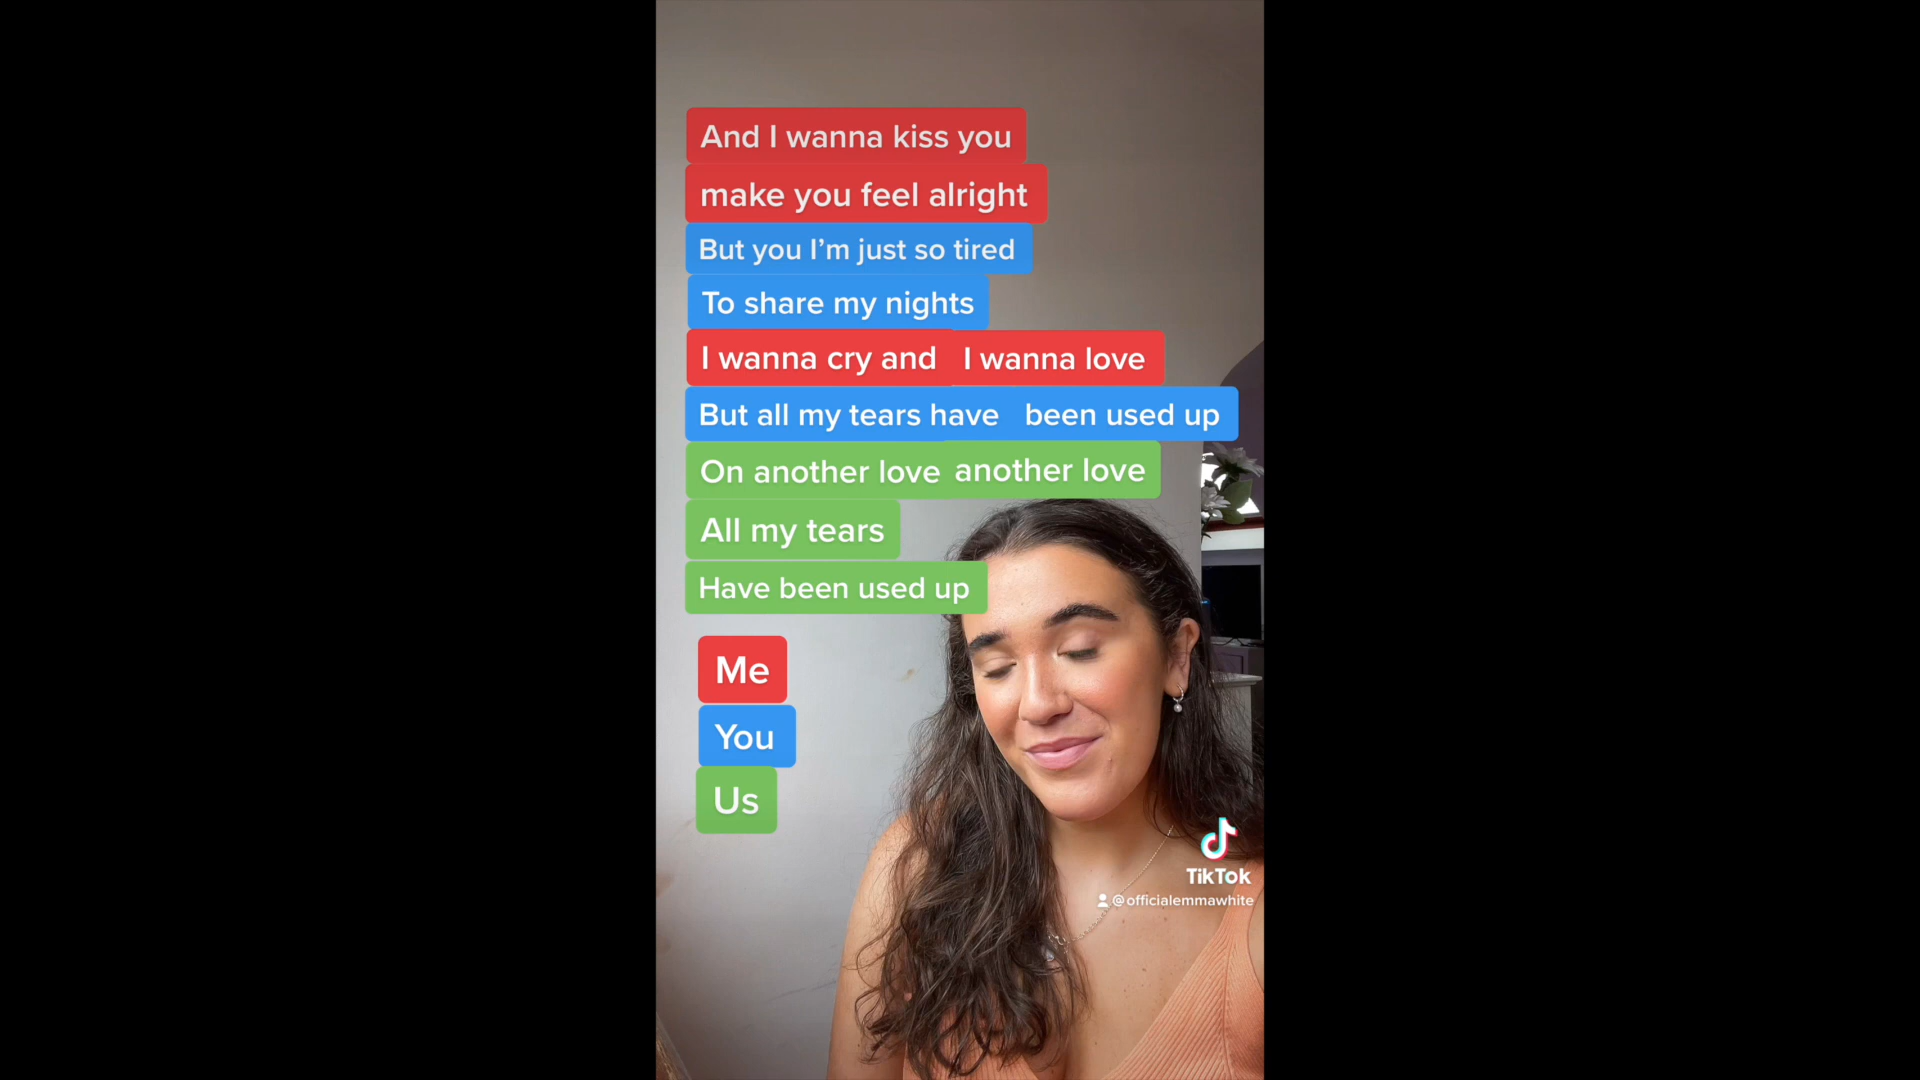 And I wanna kiss you
make you feel alright
But you I’m just so tired
To share my nights
I wanna cry and I wanna love
But all my tears have been used up
On another love another love
All my tears
Have been used up
Me
You
Us
TikTok
@officialemmawhite